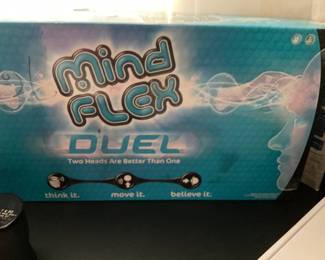 Mind
FLEX
DUEL
Two Heads Are Better Than One
think it. move it. believe it.